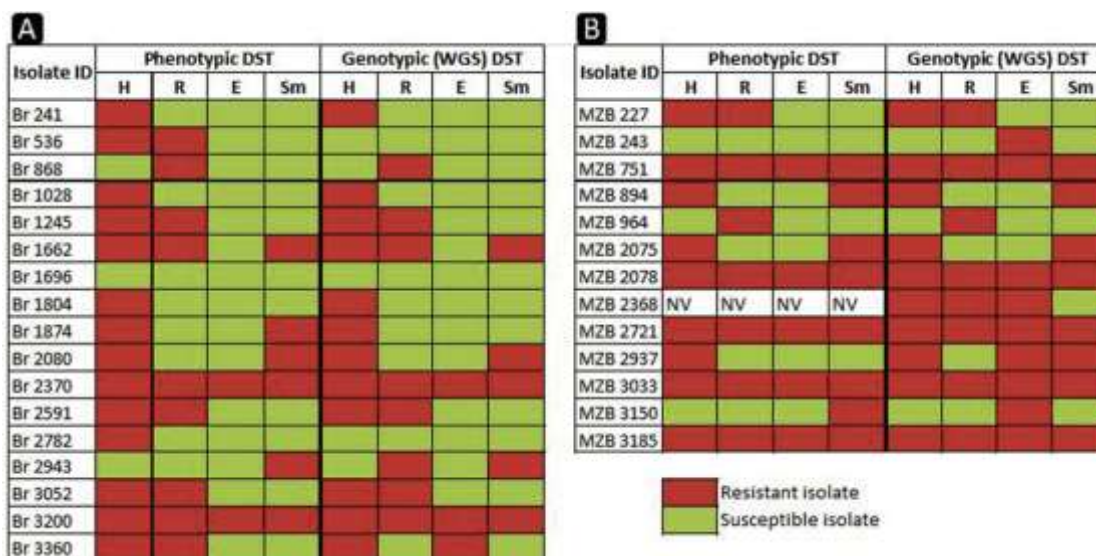 A
Isolate ID Phenotypic DST Genotypic (WGS) DST
H R E Sm H R E Sm
Br 241
Br 536
Br 868
Br 1028
Br 1245
Br 1662
Br 1696
Br 1804
Br 1874
Br 2080
Br 2370
Br 2591
Br 2782
Br 2943
Br 3052
Br 3200
Br 3360
B
Isolate ID Phenotypic DST Genotypic (WGS) DST
H R E Sm H R E Sm
MZB 227
MZB 243
MZB 751
MZB 894
MZB 964
MZB 2075
MZB 2078
MZB 2368 NV NV NV NV
MZB 2721
MZB 2937
MZB 3033
MZB 3150
MZB 3185
Resistant isolate
Susceptible isolate